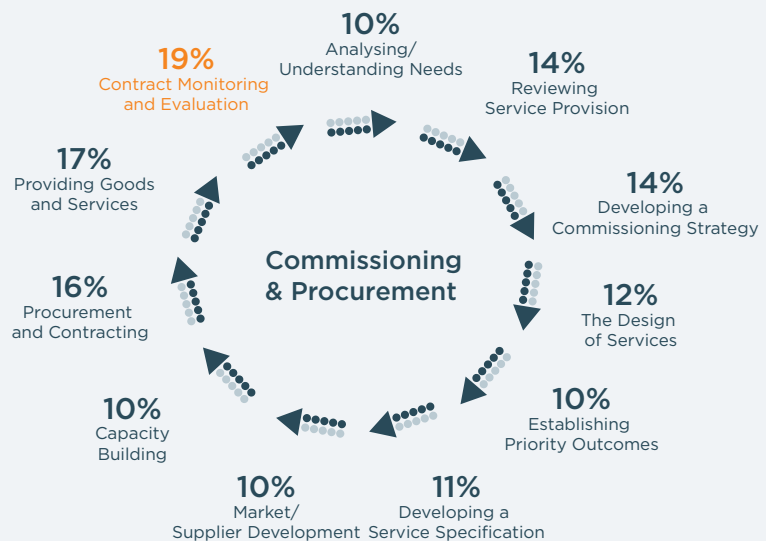 10%
Analysing/
Understanding Needs
14%
Reviewing
Service Provision
14%
Developing a
Commissioning Strategy
12%
The Design
of Services
10%
Establishing
Priority Outcomes
11%
Developing a
Service Specification
10%
Market/
Supplier Development
10%
Capacity
Building
16%
Procurement
and Contracting
17%
Providing Goods
and Services
19%
Contract Monitoring
and Evaluation
Commissioning
& Procurement